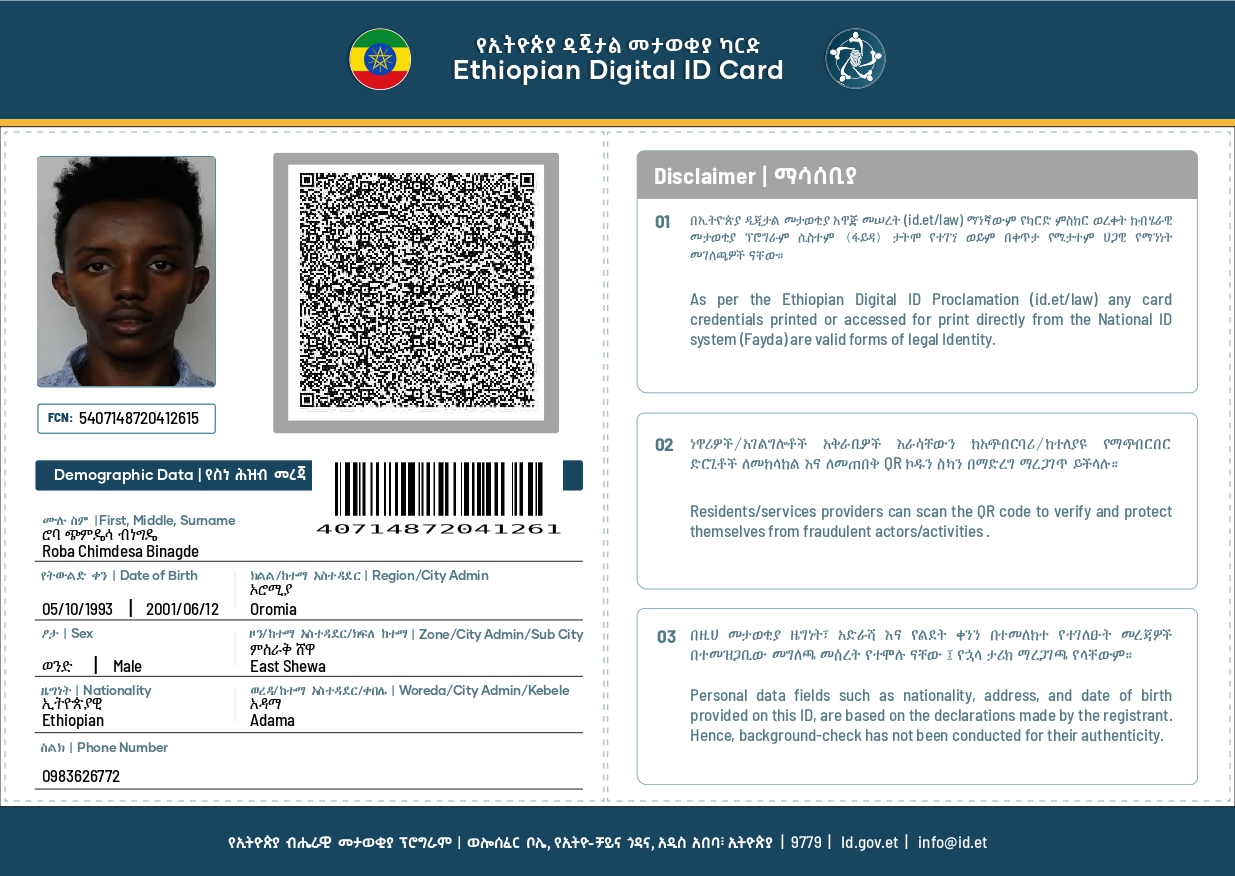 የኢትዮጵያ ዲጂታል መታወቂያ ካርድ
Ethiopian Digital ID Card
FCN: 5407148720412615
Demographic Data | የስነ ሕዝብ መረጃ
40714872041261
ሙሉ ስም |First, Middle, Surname
ሮባ ጭምዴሳ ብነግዴ
Roba Chimdesa Binagde
የትውልድ ቀን | Date of Birth
05/10/1993 | 2001/06/12
ክልል/ከተማ አስተዳደር | Region/City Admin
ኦሮሚያ
Oromia
ፆታ | Sex
ወንድ | Male
ዞን/ከተማ አስተዳደር/ክፍለ ከተማ | Zone/City Admin/Sub City
ምስራቅ ሸዋ
East Shewa
ዜግነት | Nationality
ኢትዮጵያዊ
Ethiopian
ወረዳ/ከተማ አስተዳደር/ቀበሌ | Woreda/City Admin/Kebele
አዳማ
Adama
ስልክ | Phone Number
0983626772
Disclaimer | ማሳሰቢያ
01
በኢትዮጵያ ዲጂታል መታወቂያ አዋጅ መሠረት (id.et/law) ማንኛውም የካርድ ምስክር ወረቀት ከብሄራዊ
መታወቂያ ፕሮግራም ሲስተም (ፋይዳ) ታትሞ የተገኘ ወይም በቀጥታ የሚታተም ህጋዊ የማንነት
መገለጫዎች ናቸው።
As per the Ethiopian Digital ID Proclamation (id.et/law) any card
credentials printed or accessed for print directly from the National ID
system (Fayda) are valid forms of legal Identity.
02
ነዋሪዎች/አገልግሎቶች አቅራቢዎች እራሳቸውን ከአጭበርባሪ/ከተለያዩ የማጭበርበር
ድርጊቶች ለመከላከል እና ለመጠበቅ QR ኮዱን ስካን በማድረግ ማረጋገጥ ይችላሉ።
Residents/services providers can scan the QR code to verify and protect
themselves from fraudulent actors/activities .
03
በዚህ መታወቂያ ዜግነት፣ አድራሻ እና የልደት ቀንን በተመለከተ የተገለፁት መረጃዎች
በተመዝጋቢው መግለጫ መሰረት የተሞሉ ናቸው ፤ የኋላ ታሪክ ማረጋገጫ የላቸውም።
Personal data fields such as nationality, address, and date of birth
provided on this ID, are based on the declarations made by the registrant.
Hence, background-check has not been conducted for their authenticity.
የኢትዮጵያ ብሔራዊ መታወቂያ ፕሮግራም | ወሎሰፈር ቦሌ, የኢትዮ-ቻይና ጎዳና, አዲስ አበባ፣ ኢትዮጵያ | 9779 | Id.gov.et | info@id.et